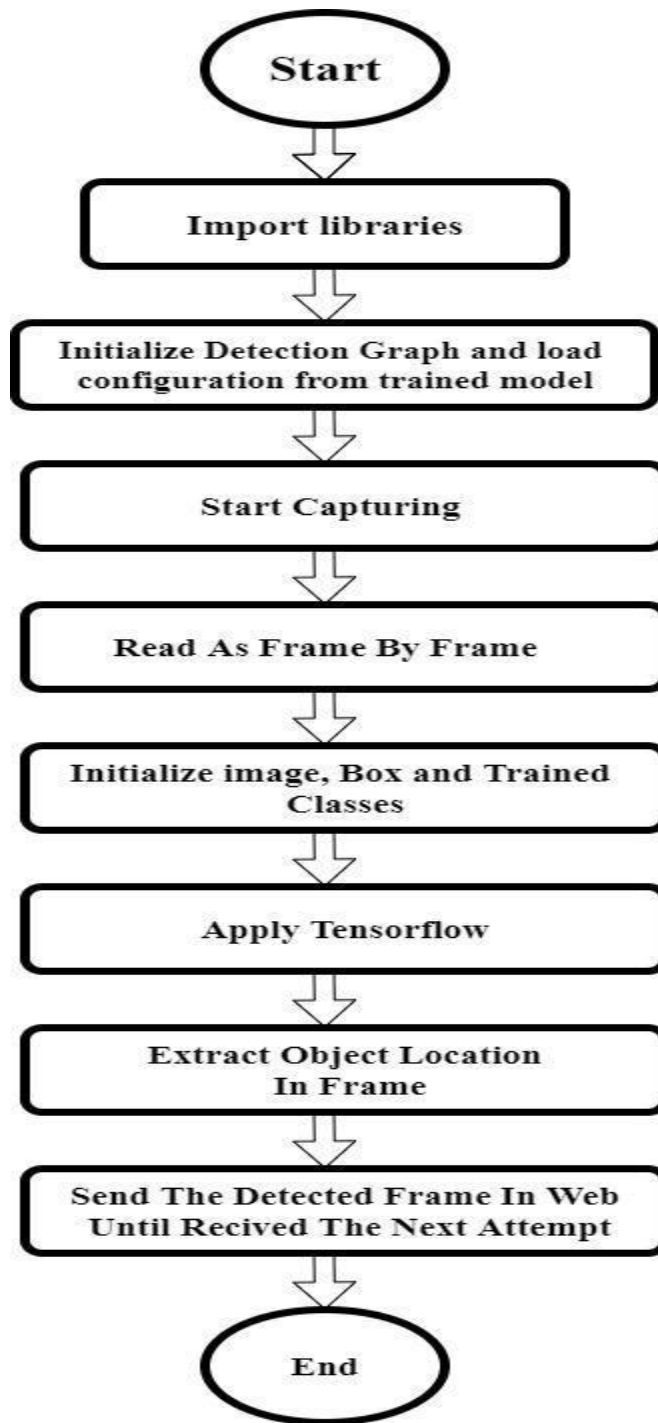 Start
Import libraries
Initialize Detection Graph and load
configuration from trained model
Start Capturing
Read As Frame By Frame
Initialize image, Box and Trained
Classes
Apply Tensorflow
Extract Object Location
In Frame
Send The Detected Frame In Web
Until Recived The Next Attempt
End